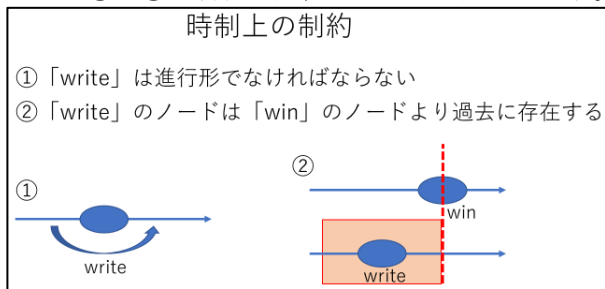 時制上の制約
①「write」は進行形でなければならない
②「write」のノードは「win」のノードより過去に存在する
①
②
win
write
write